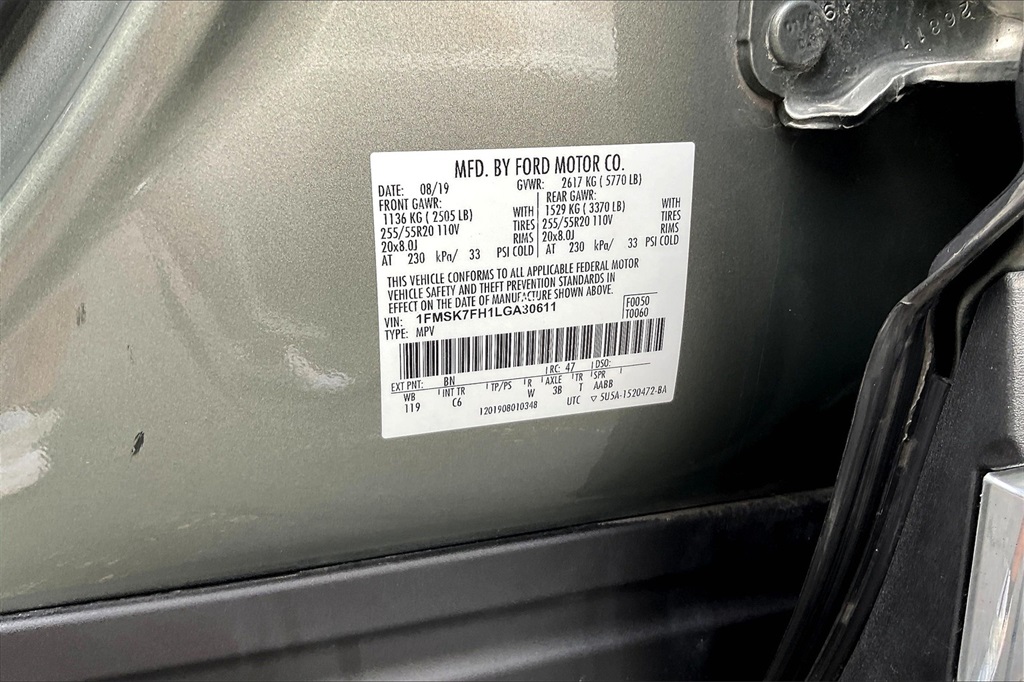 MFD. BY FORD MOTOR CO.
DATE: 08/19 GVWR: 2617 KG ( 5770 LB)
FRONT GAWR: REAR GAWR:
1136 KG ( 2505 LB) WITH 1529 KG ( 3370 LB) WITH
255/55R20 110V TIRES 255/55R20 110V TIRES
20x8.0J RIMS 20x8.0J RIMS
AT 230 kPa/ 33 PSI COLD AT 230 kPa/ 33 PSI COLD
THIS VEHICLE CONFORMS TO ALL APPLICABLE FEDERAL MOTOR
VEHICLE SAFETY AND THEFT PREVENTION STANDARDS IN
EFFECT ON THE DATE OF MANUFACTURE SHOWN ABOVE.
VIN: 1FMSK7FH1LGA30611 F0050
TYPE: MPV T0060
EXT PNT: BN RC: 47 DSO:
WB INT TR TP/PS R AXLE TR SPR
119 C6 W 3B T AABB
1201908010348 UTC ▽ 5U5A-1520472-BA